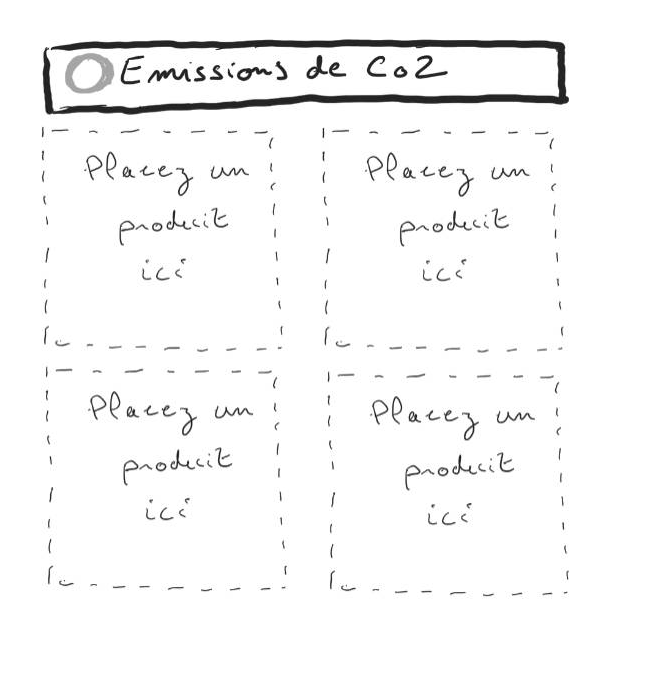 Emissions de Co2
Placez un
produit
ici
Placez un
produit
ici
Placez un
produit
ici
Placez un
produit
ici